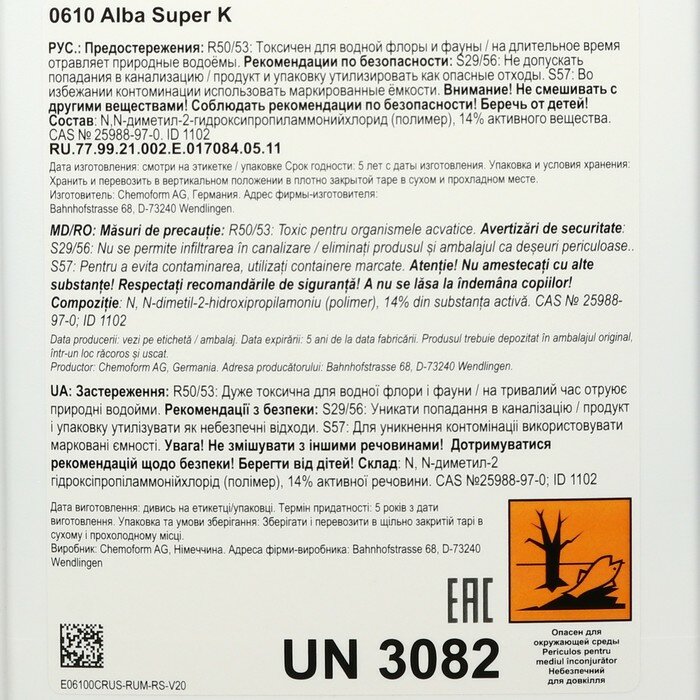 0610 Alba Super K
РУС.: Предостережения: R50/53: Токсичен для водной флоры и фауны / на длительное время
отравляет природные водоёмы. Рекомендации по безопасности: S29/56: Не допускать
попадания в канализацию / продукт и упаковку утилизировать как опасные отходы. S57: Во
избежании контоминации использовать маркированные ёмкости. Внимание! Не смешивать с
другими веществами! Соблюдать рекомендации по безопасности! Беречь от детей!
Состав: N,N-диметил-2-гидроксипропиламмонийхлорид (полимер), 14% активного вещества.
CAS № 25988-97-0. ID 1102
RU.77.99.21.002.E.017084.05.11
Дата изготовления: смотри на этикетке / упаковке Срок годности: 5 лет с даты изготовления. Упаковка и условия хранения:
Хранить и перевозить в вертикальном положении в плотно закрытой таре в сухом и прохладном месте.
Изготовитель: Chemoform AG, Германия. Адрес фирмы-изготовителя:
Bahnhofstrasse 68, D-73240 Wendlingen.
MD/RO: Măsuri de precauție: R50/53: Toxic pentru organismele acvatice. Avertizări de securitate:
S29/56: Nu se permite infiltrarea în canalizare / eliminați produsul și ambalajul ca deșeuri periculoase..
S57: Pentru a evita contaminarea, utilizați containere marcate. Atenție! Nu amestecați cu alte
substanțe! Respectați recomandările de siguranță! A nu se lăsa la îndemâna copiilor!
Compoziție: N, N-dimetil-2-hidroxipropilamoniu (polimer), 14% din substanța activă. CAS № 25988-
97-0; ID 1102
Data producerii: vezi pe etichetă / ambalaj. Data expirării: 5 ani de la data fabricării. Produsul trebuie depozitat în ambalajul original,
într-un loc răcoros și uscat.
Productor: Chemoform AG, Germania. Adresa producătorului: Bahnhofstrasse 68, D-73240 Wendlingen.
UA: Застереження: R50/53: Дуже токсична для водної флори і фауни / на тривалий час отруює
природні водойми. Рекомендації з безпеки: S29/56: Уникати попадання в каналізацію / продукт
і упаковку утилізувати як небезпечні відходи. S57: Для уникнення контомінації використовувати
марковані ємності. Увага! Не змішувати з іншими речовинами! Дотримуватися
рекомендацій щодо безпеки! Берегти від дітей! Склад: N, N-диметил-2
гідроксіпропіламмонійхлорід (полімер), 14% активної речовини. CAS №25988-97-0; ID 1102
Дата виготовлення: дивись на етикетці/упаковці. Термін придатності: 5 років з дати
виготовлення. Упаковка та умови зберігання: Зберігати і перевозити в щільно закритій тарі в
сухому і прохолодному місці.
Виробник: Chemoform AG, Німеччина. Адреса фірми-виробника: Bahnhofstrasse 68, D-73240
Wendlingen
EAC
UN 3082
Опасен для
окружающей среды
Periculos pentru
mediul înconjurător
Небезпечний
для довкілля
E06100CRUS-RUM-RS-V20